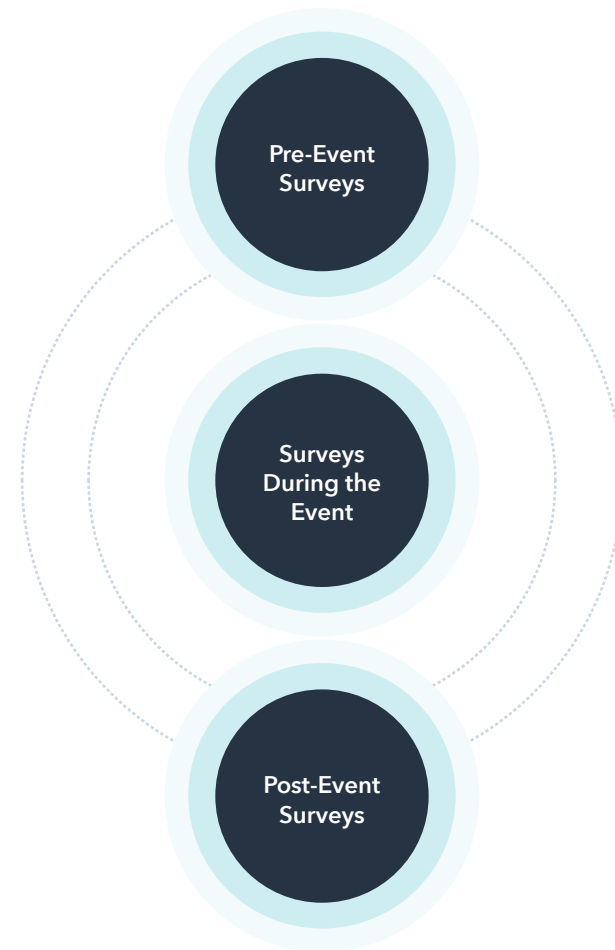 Pre-Event
Surveys
Surveys
During the
Event
Post-Event
Surveys